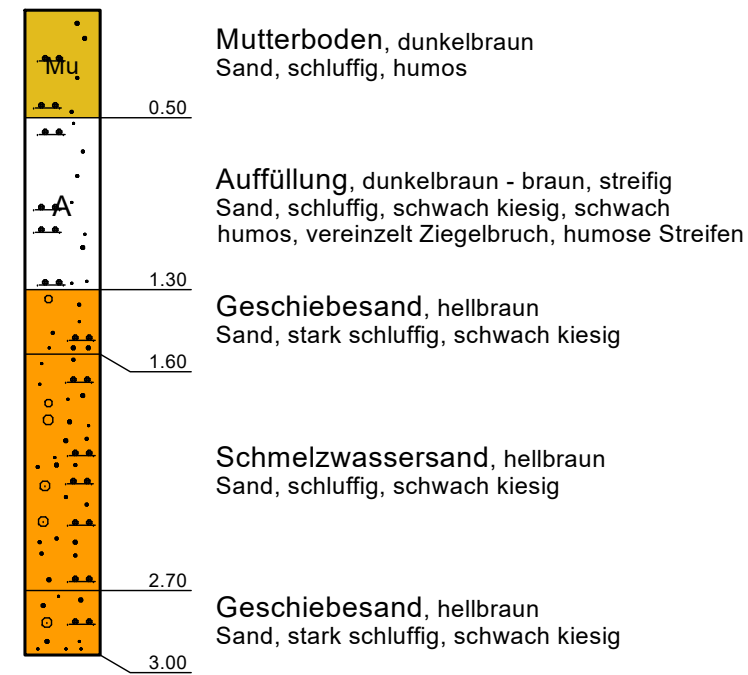 Mutterboden, dunkelbraun
Sand, schluffig, humos
Mu
0.50
Auffüllung, dunkelbraun - braun, streifig
Sand, schluffig, schwach kiesig, schwach
humos, vereinzelt Ziegelbruch, humose Streifen
A
1.30
Geschiebesand, hellbraun
Sand, stark schluffig, schwach kiesig
1.60
Schmelzwassersand, hellbraun
Sand, schluffig, schwach kiesig
2.70
Geschiebesand, hellbraun
Sand, stark schluffig, schwach kiesig
3.00